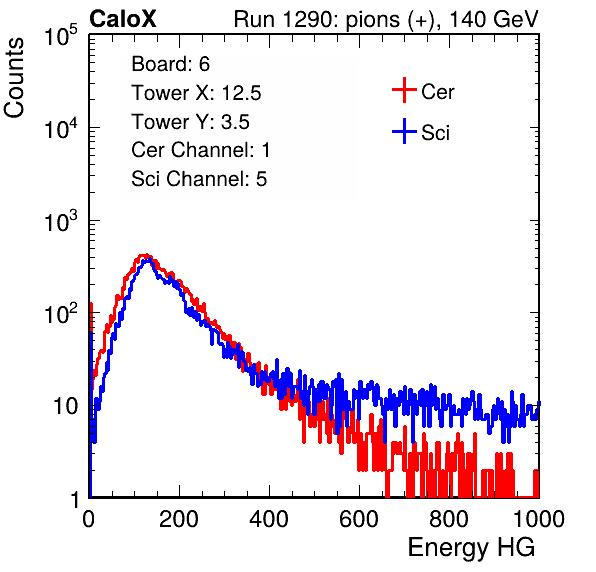 CaloX
Run 1290: pions (+), 140 GeV
Counts
10^5
10^4
10^3
10^2
10
1
Board: 6
Tower X: 12.5
Tower Y: 3.5
Cer Channel: 1
Sci Channel: 5
Cer
Sci
0
200
400
600
800
1000
Energy HG